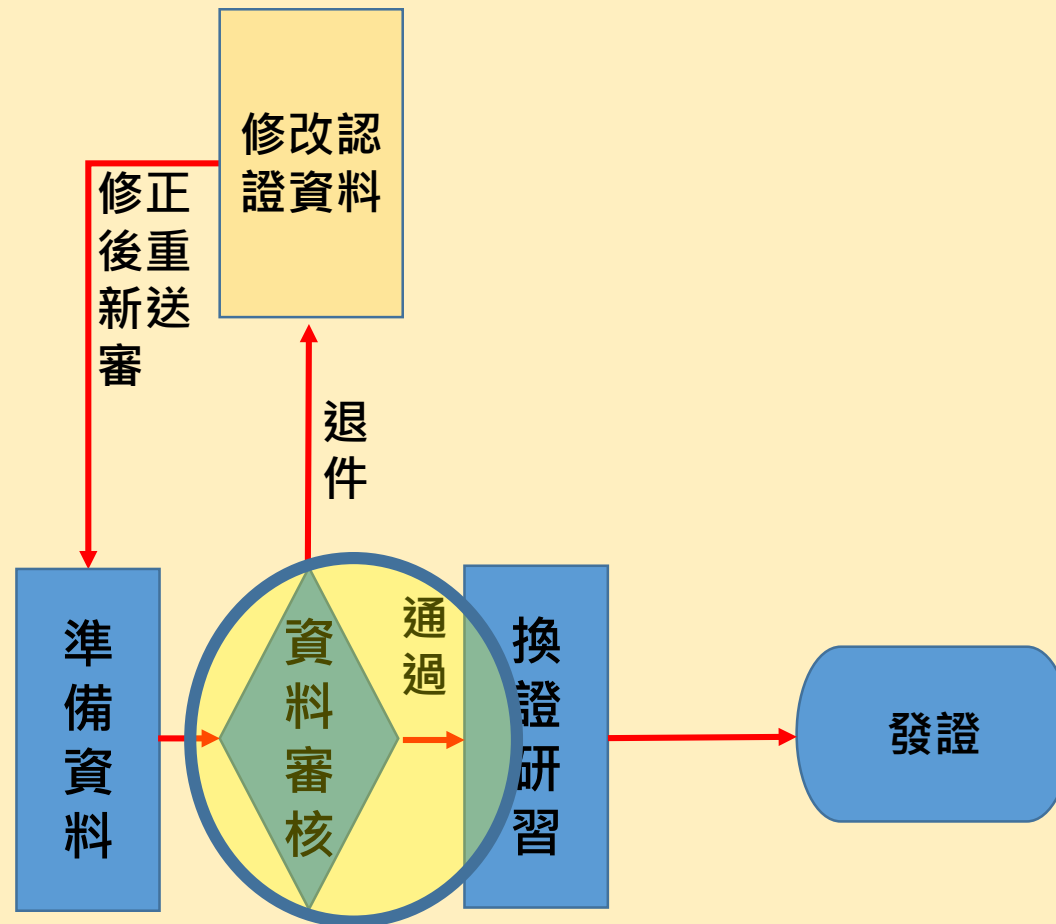 修改認
證資料
修正
後重
新送
審
退
件
準
備
資
料
資
料
審
核
通
過
換
證
研
習
發證